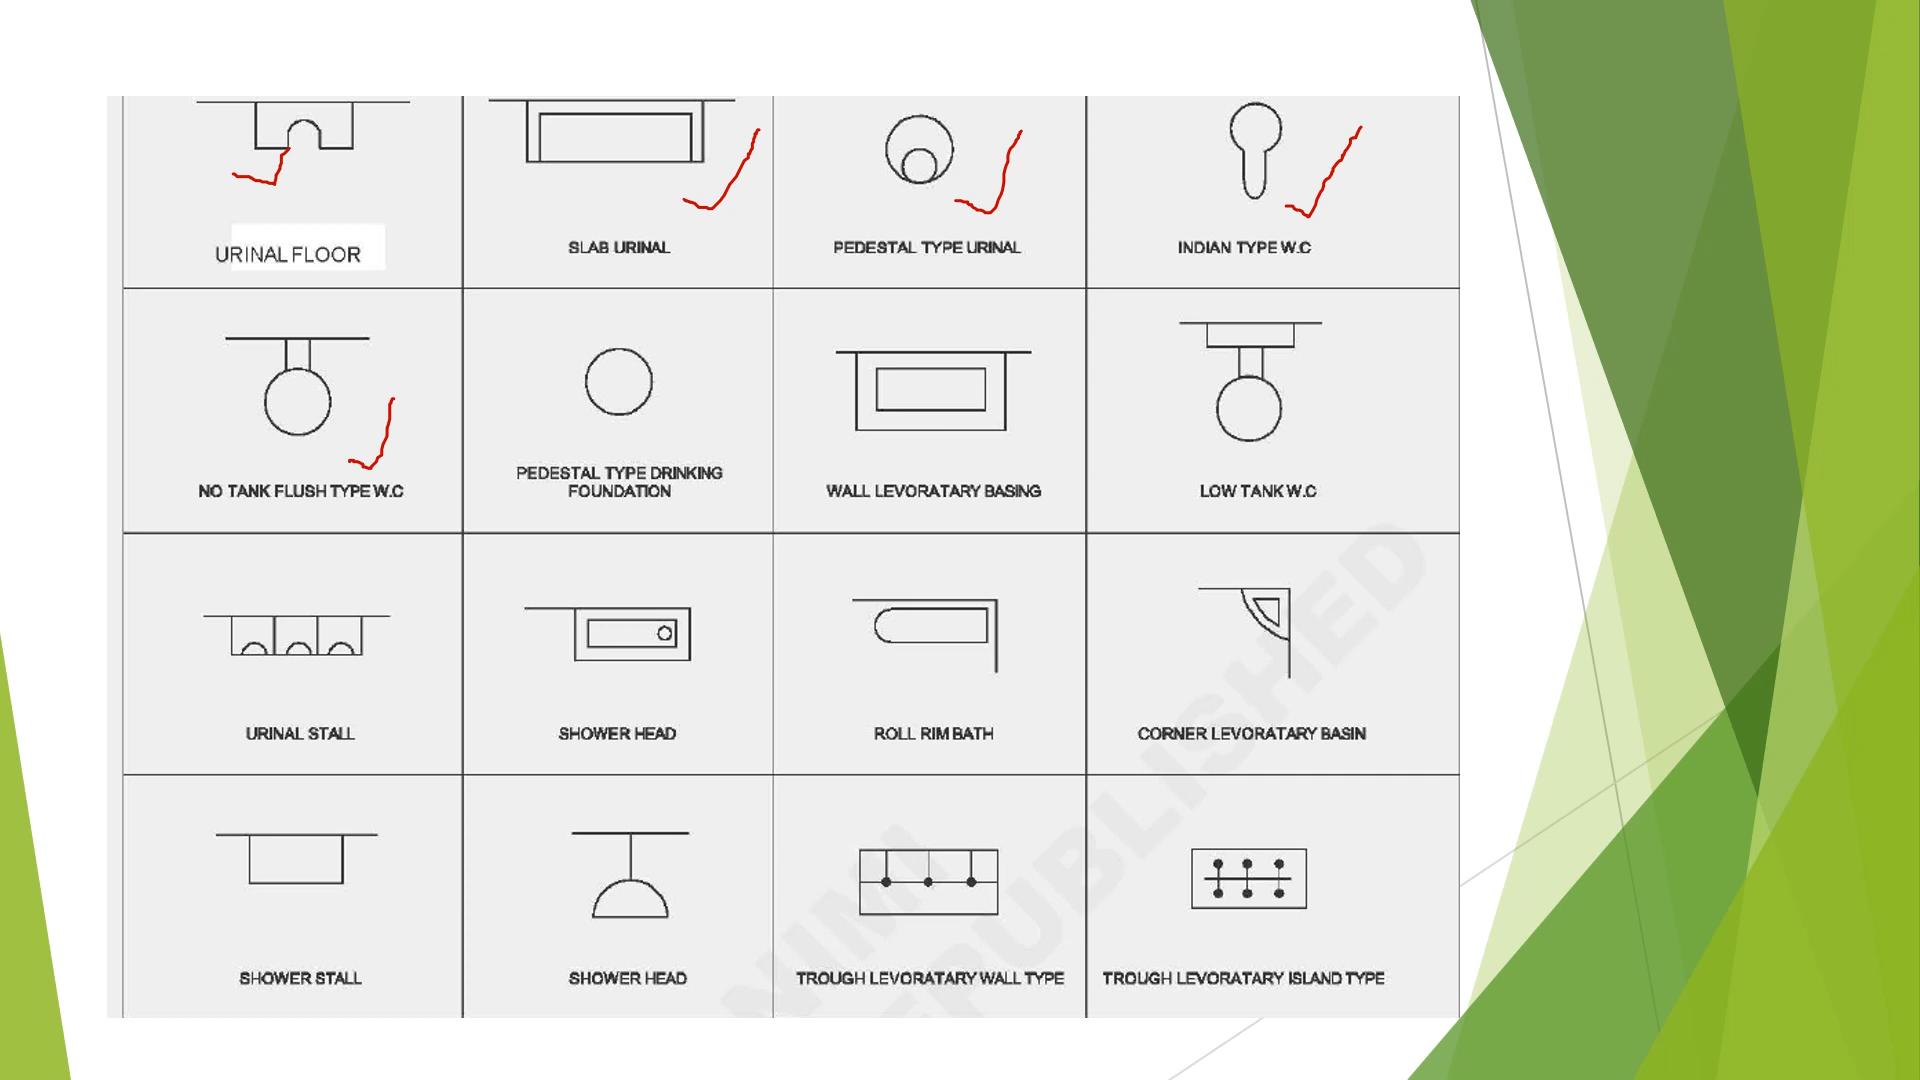 URINAL FLOOR
SLAB URINAL
PEDESTAL TYPE URINAL
INDIAN TYPE W.C
NO TANK FLUSH TYPE W.C
PEDESTAL TYPE DRINKING
FOUNDATION
WALL LEVORATARY BASING
LOW TANK W.C
URINAL STALL
SHOWER HEAD
ROLL RIM BATH
CORNER LEVORATARY BASIN
SHOWER STALL
SHOWER HEAD
TROUGH LEVORATARY WALL TYPE
TROUGH LEVORATARY ISLAND TYPE
NIMI
EPUBLISHED